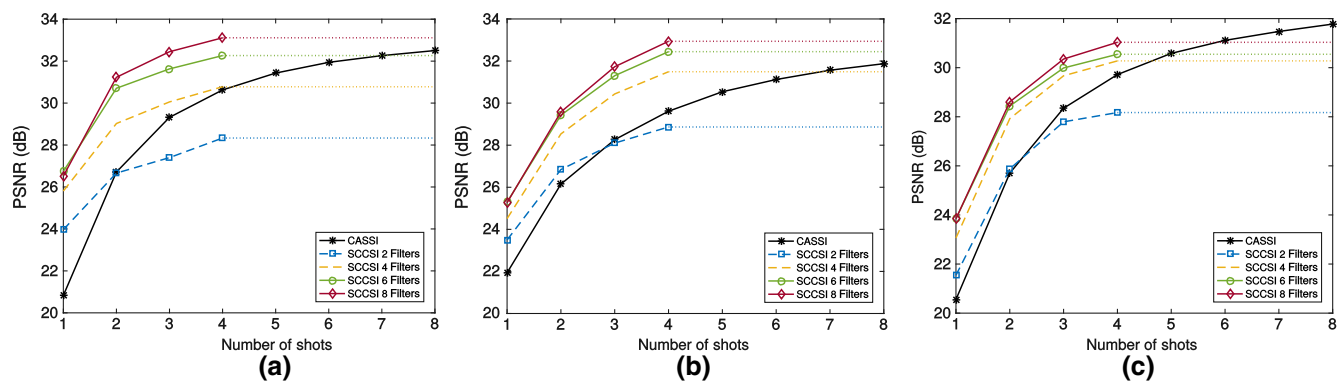 34
32
30
28
26
24
22
20
PSNR (dB)
1 2 3 4 5 6 7 8
Number of shots
CASSI
SCCSI 2 Filters
SCCSI 4 Filters
SCCSI 6 Filters
SCCSI 8 Filters
(a)
34
32
30
28
26
24
22
20
PSNR (dB)
1 2 3 4 5 6 7 8
Number of shots
CASSI
SCCSI 2 Filters
SCCSI 4 Filters
SCCSI 6 Filters
SCCSI 8 Filters
(b)
32
30
28
26
24
22
20
PSNR (dB)
1 2 3 4 5 6 7 8
Number of shots
CASSI
SCCSI 2 Filters
SCCSI 4 Filters
SCCSI 6 Filters
SCCSI 8 Filters
(c)